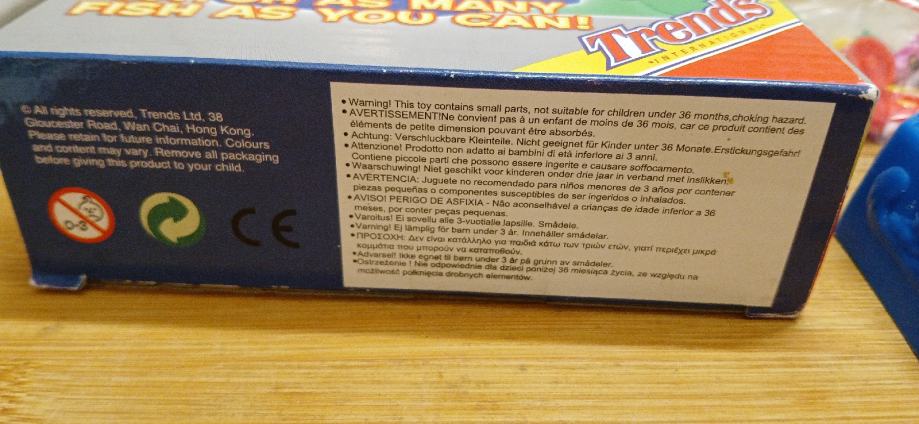 AS MANY
FISH AS YOU CAN!
Trends
INTERNATIONAL
© All rights reserved, Trends Ltd, 38
Gloucester Road, Wan Chai, Hong Kong.
Please retain for future information. Colours
and content may vary. Remove all packaging
before giving this product to your child.
0-3
CE
• Warning! This toy contains small parts, not suitable for children under 36 months,choking hazard.
• AVERTISSEMENT!Ne convient pas à un enfant de moins de 36 mois, car ce produit contient des
éléments de petite dimension pouvant être absorbés.
• Achtung: Verschluckbare Kleinteile. Nicht geeignet für Kinder unter 36 Monate.Erstickungsgefahr!
• Attenzione! Prodotto non adatto ai bambini di età inferiore ai 3 anni.
Contiene piccole parti che possono essere ingerite e causare soffocamento.
• Waarschuwing! Niet geschikt voor kinderen onder drie jaar in verband met inslikken.
• AVERTENCIA: Juguete no recomendado para niños menores de 3 años por contener
piezas pequeñas o componentes susceptibles de ser ingeridos o inhalados.
• AVISO! PERIGO DE ASFIXIA - Não aconselhável a crianças de idade inferior a 36
meses, por conter peças pequenas.
• Varoitus! Ei sovellu alle 3-vuotiaille lapsille. Smådele.
• Varning! Ej lämplig för barn under 3 år. Innehåller smådelar.
•ΠΡΟΣΟΧΗ: Δεν είναι κατάλληλο για παιδιά κάτω των τριών ετών, γιατί περιέχει μικρά
κομμάτια που μπορούν να καταποθούν.
•Advarsel! Ikke egnet til barn under 3 år på grunn av smådeler.
•Ostrzeżenie ! Nie odpowiednie dla dzieci poniżej 36 miesiąca życia, ze względu na
możliwość połknięcia drobnych elementów.